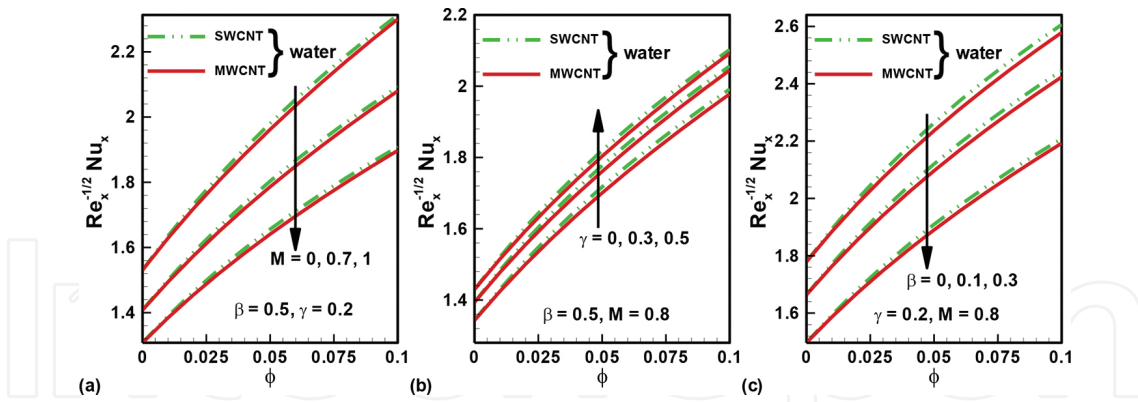 Re_x^-1/2 Nu_x
2.2
2
1.8
1.6
1.4
SWCNT
MWCNT
} water
M = 0, 0.7, 1
β = 0.5, γ = 0.2
0 0.025 0.05 0.075 0.1
(a) ϕ
Re_x^-1/2 Nu_x
2.2
2
1.8
1.6
1.4
SWCNT
MWCNT
} water
γ = 0, 0.3, 0.5
β = 0.5, M = 0.8
0 0.025 0.05 0.075 0.1
(b) ϕ
Re_x^-1/2 Nu_x
2.6
2.4
2.2
2
1.8
1.6
SWCNT
MWCNT
} water
β = 0, 0.1, 0.3
γ = 0.2, M = 0.8
0 0.025 0.05 0.075 0.1
(c) ϕ